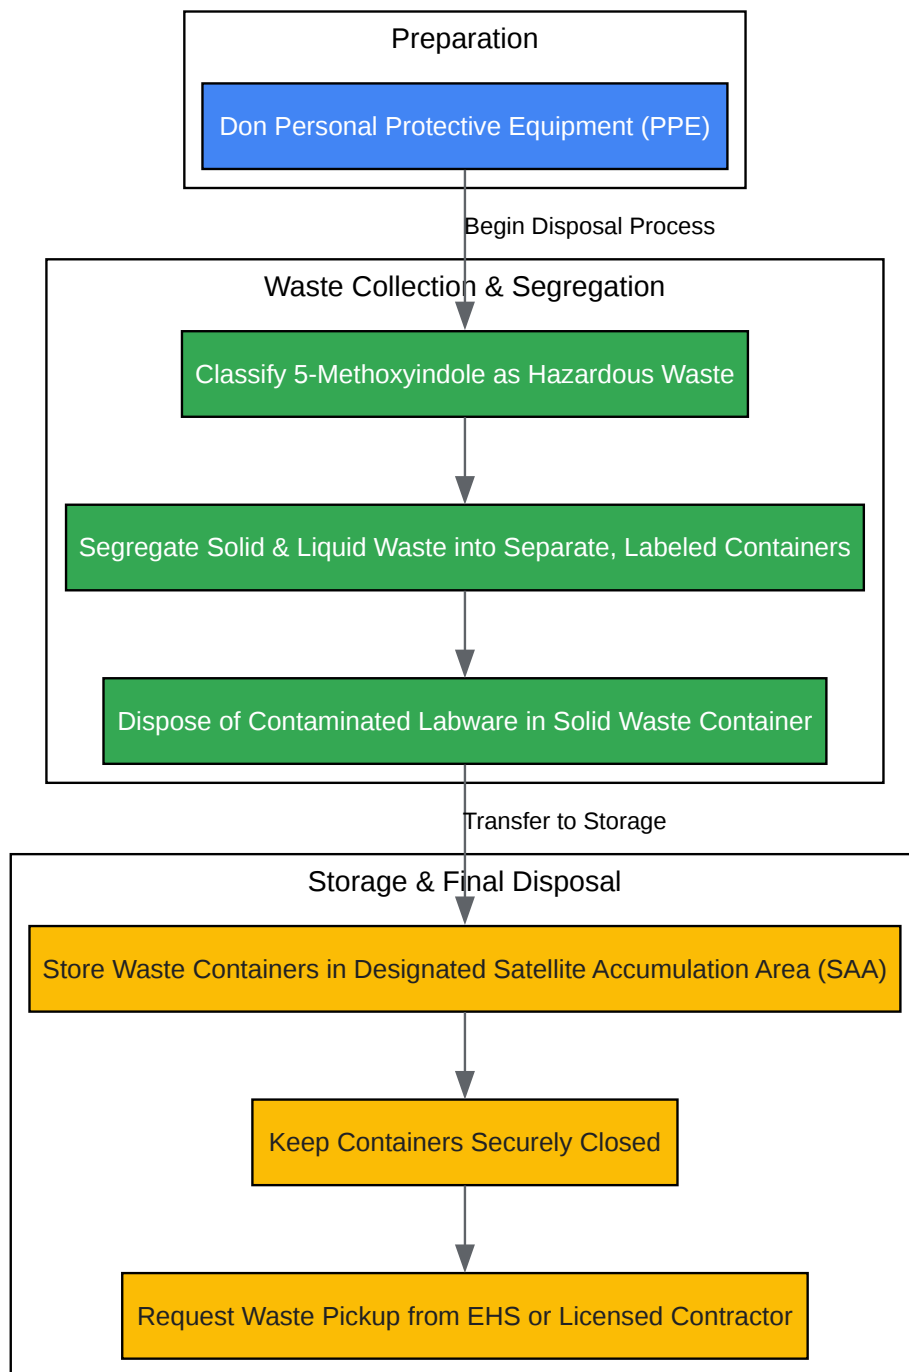 Preparation
Don Personal Protective Equipment (PPE)
Begin Disposal Process
Waste Collection & Segregation
Classify 5-Methoxyindole as Hazardous Waste
Segregate Solid & Liquid Waste into Separate, Labeled Containers
Dispose of Contaminated Labware in Solid Waste Container
Transfer to Storage
Storage & Final Disposal
Store Waste Containers in Designated Satellite Accumulation Area (SAA)
Keep Containers Securely Closed
Request Waste Pickup from EHS or Licensed Contractor